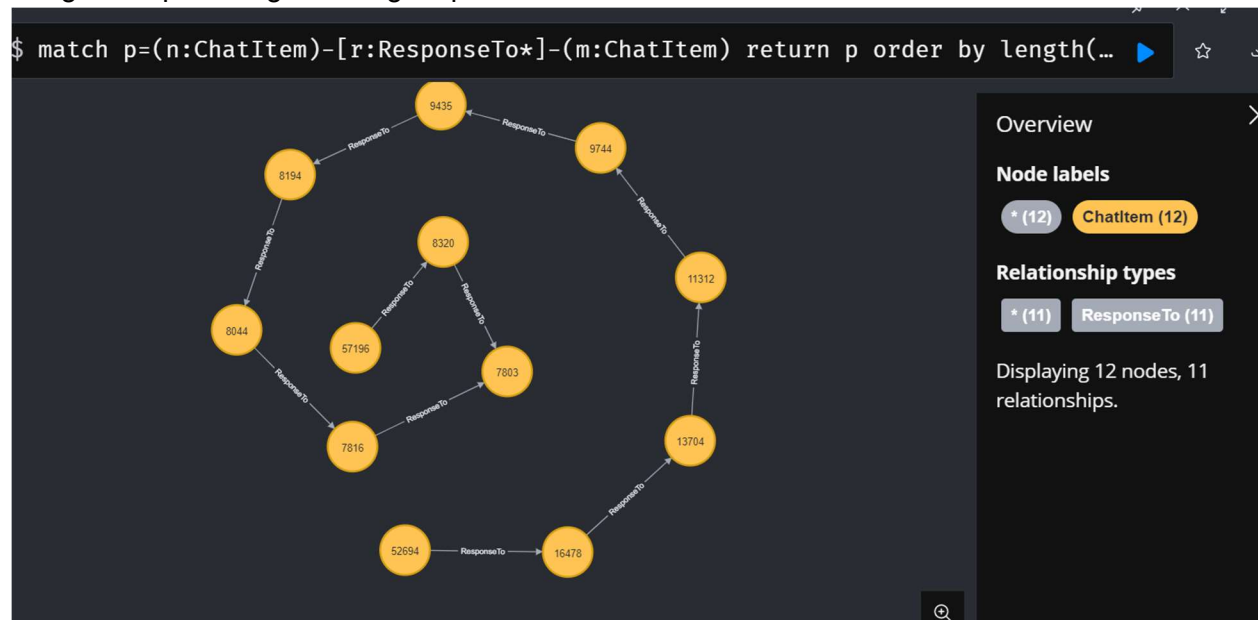 $ match p=(n:ChatItem)-[r:ResponseTo*]-(m:ChatItem) return p order by length(…
Overview
Node labels
* (12) ChatItem (12)
Relationship types
* (11) ResponseTo (11)
Displaying 12 nodes, 11
relationships.
9435
ResponseTo
ResponseTo
9744
8194
ResponseTo
ResponseTo
8320
11312
ResponseTo
ResponseTo
8044
57196
7803
ResponseTo
ResponseTo
ResponseTo
7816
13704
ResponseTo
52694
ResponseTo
16478